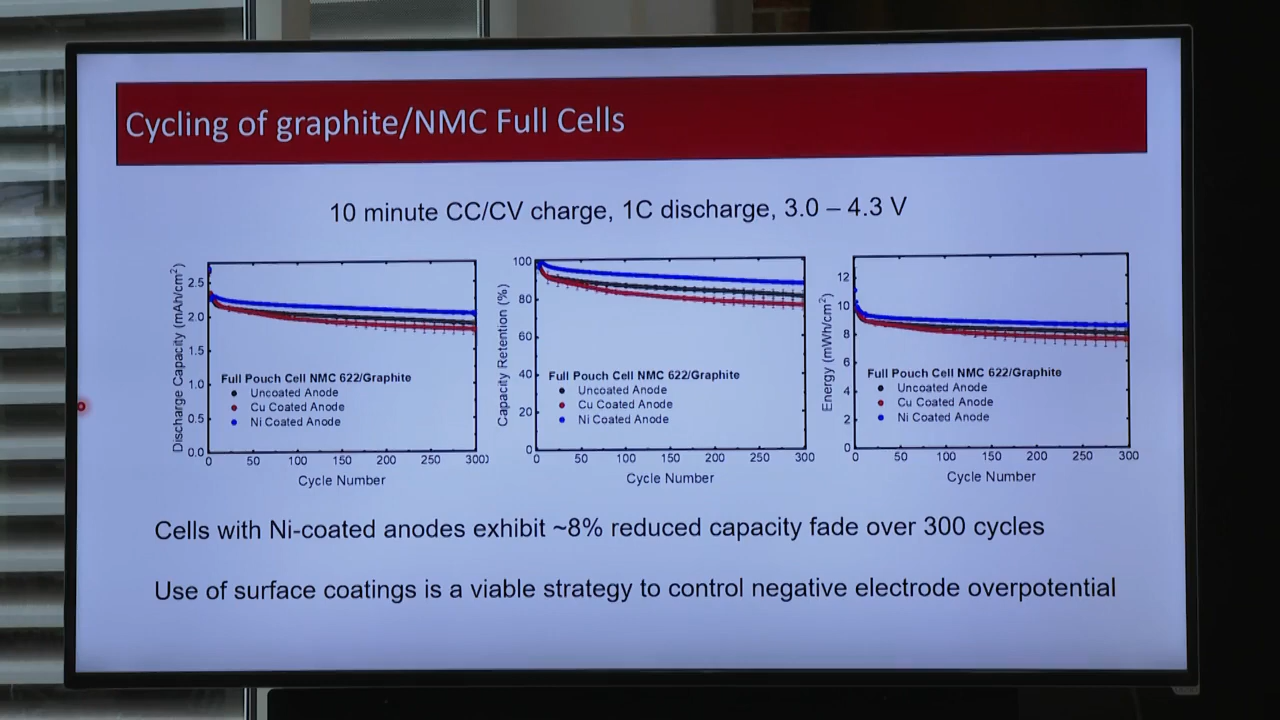 Cycling of graphite/NMC Full Cells
10 minute CC/CV charge, 1C discharge, 3.0 – 4.3 V
Discharge Capacity (mAh/cm²)
2.5
2.0
1.5
1.0
0.5
0.0
Full Pouch Cell NMC 622/Graphite
Uncoated Anode
Cu Coated Anode
Ni Coated Anode
0 50 100 150 200 250 300
Cycle Number
Capacity Retention (%)
100
80
60
40
20
0
Full Pouch Cell NMC 622/Graphite
Uncoated Anode
Cu Coated Anode
Ni Coated Anode
0 50 100 150 200 250 300
Cycle Number
Energy (mWh/cm²)
12
10
8
6
4
2
0
Full Pouch Cell NMC 622/Graphite
Uncoated Anode
Cu Coated Anode
Ni Coated Anode
0 50 100 150 200 250 300
Cycle Number
Cells with Ni-coated anodes exhibit ~8% reduced capacity fade over 300 cycles
Use of surface coatings is a viable strategy to control negative electrode overpotential